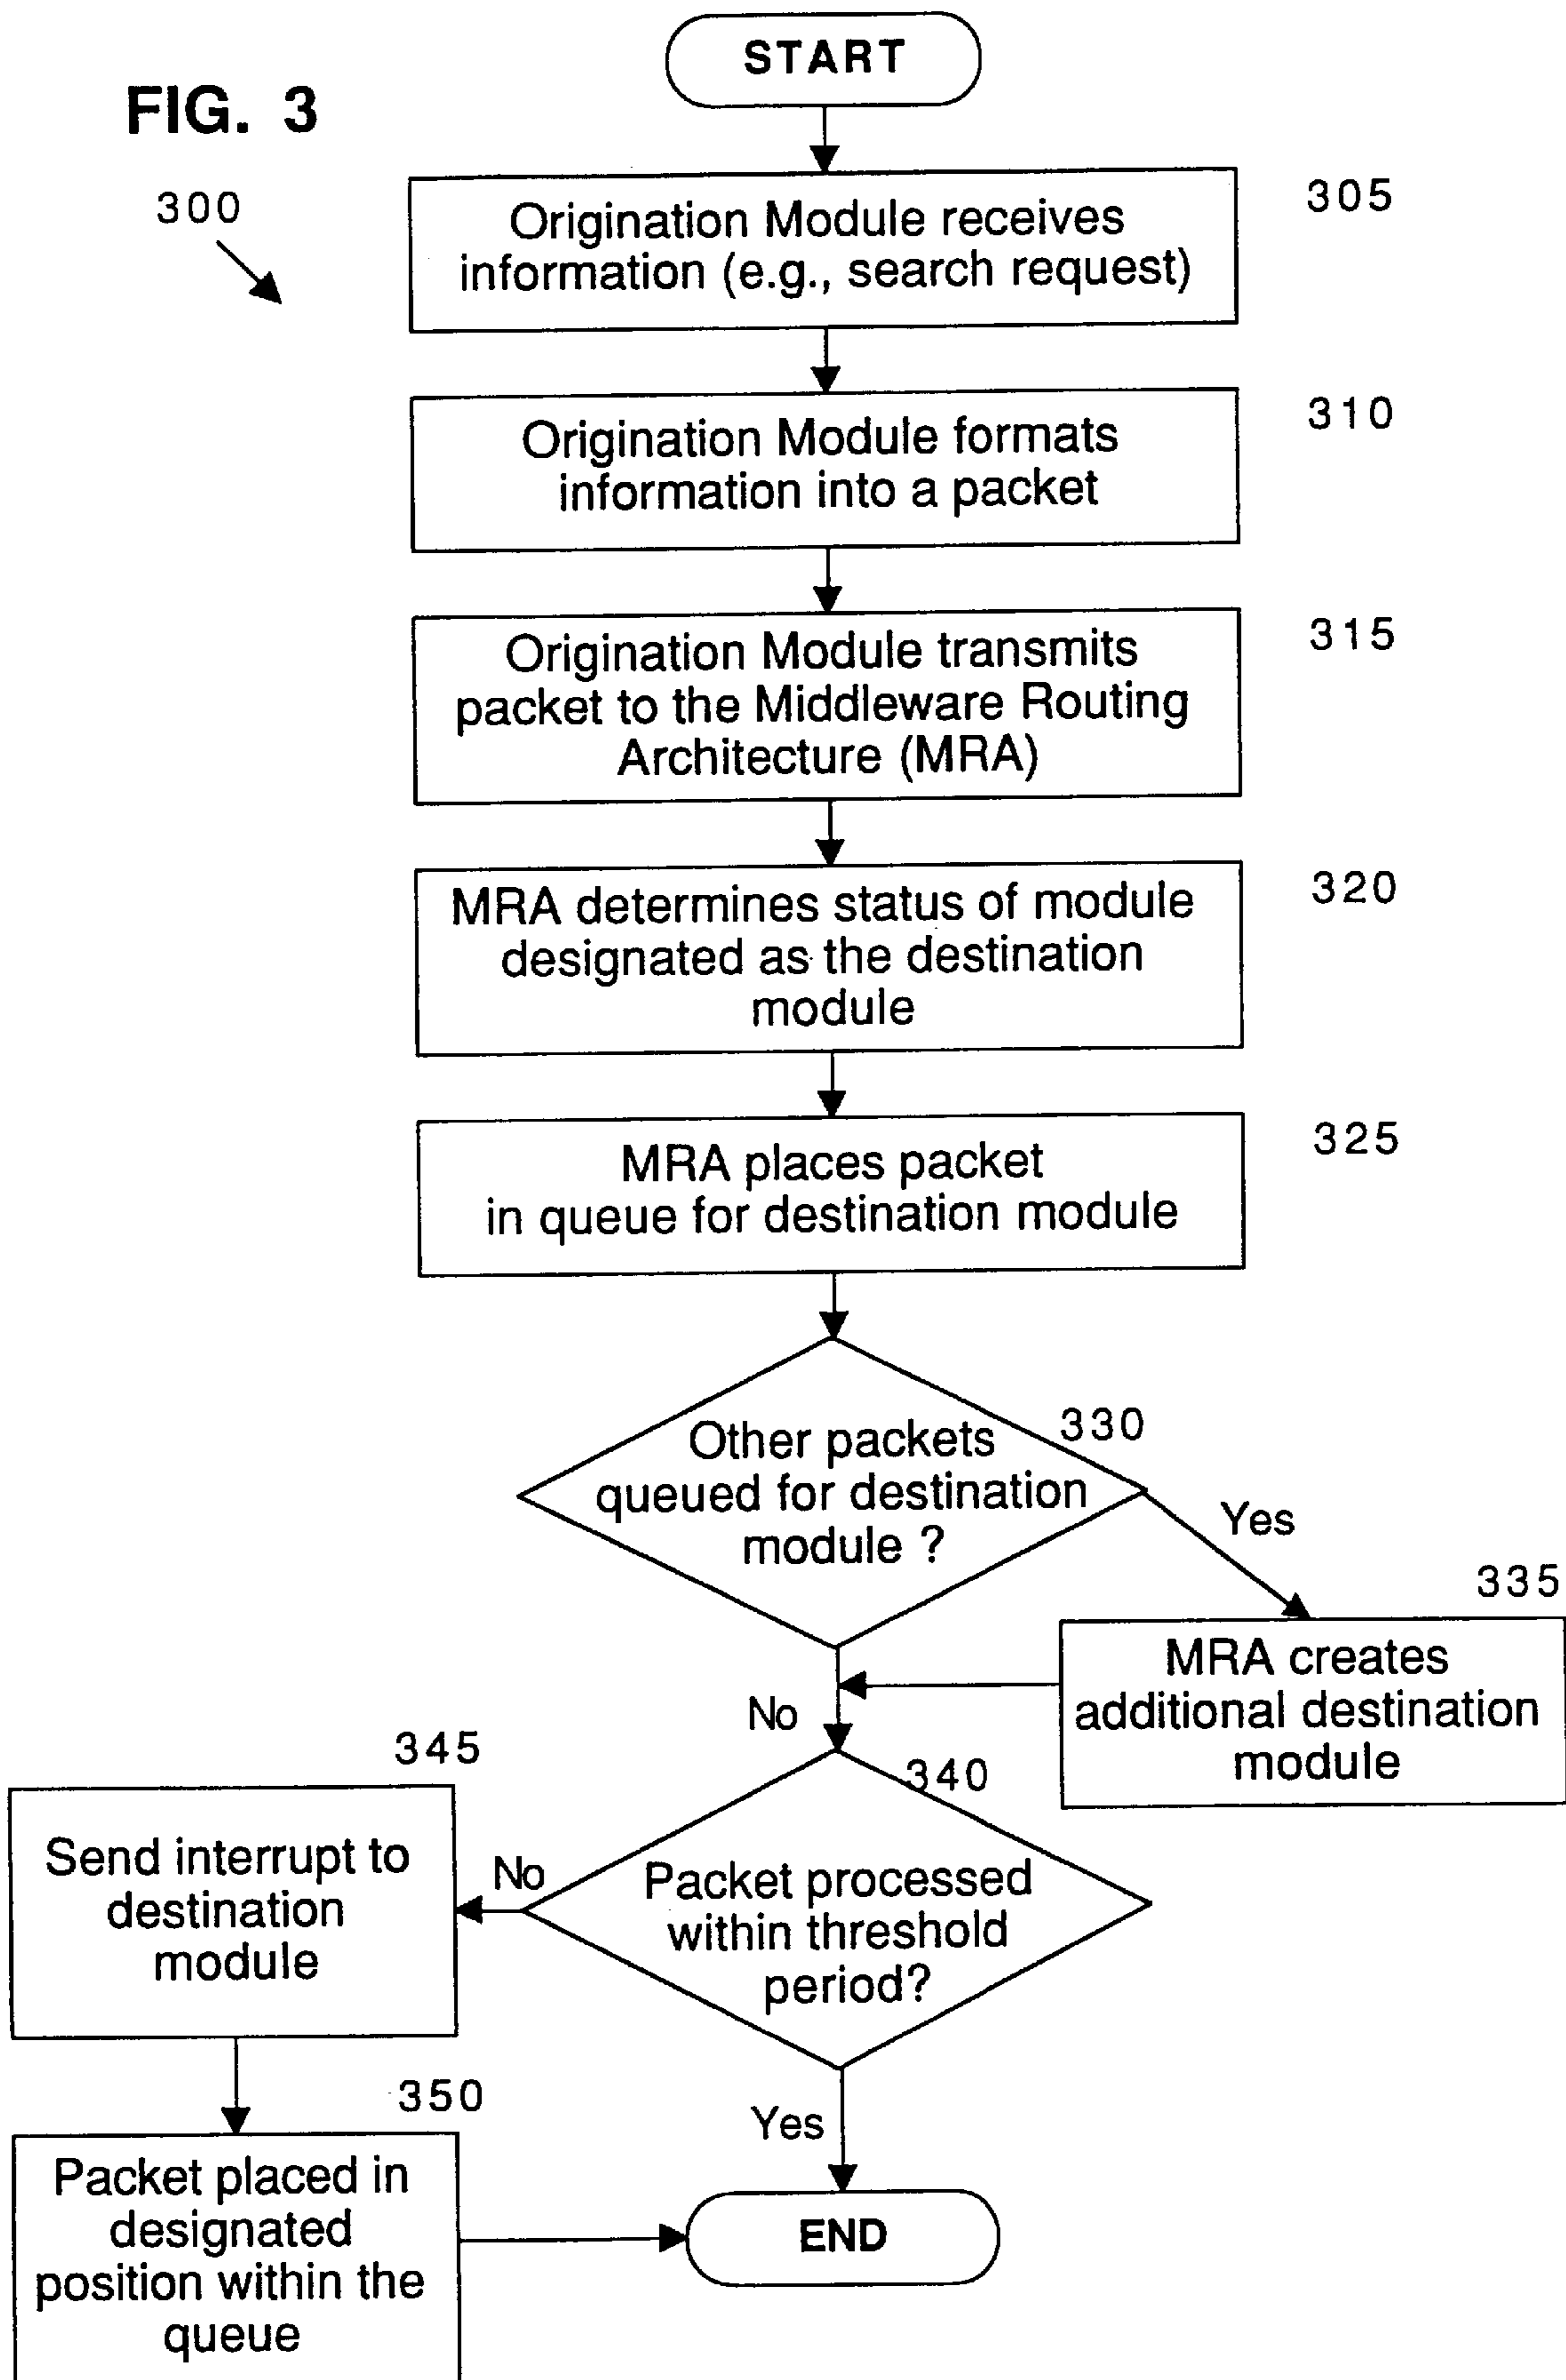 START
FIG. 3
300
305
Origination Module receives
information (e.g., search request)
310
Origination Module formats
information into a packet
315
Origination Module transmits
packet to the Middleware Routing
Architecture (MRA)
320
MRA determines status of module
designated as the destination
module
325
MRA places packet
in queue for destination module
330
Other packets
queued for destination
module ?
Yes
335
MRA creates
additional destination
module
No
340
Packet processed
within threshold
period?
No
345
Send interrupt to
destination
module
350
Packet placed in
designated
position within the
queue
Yes
END